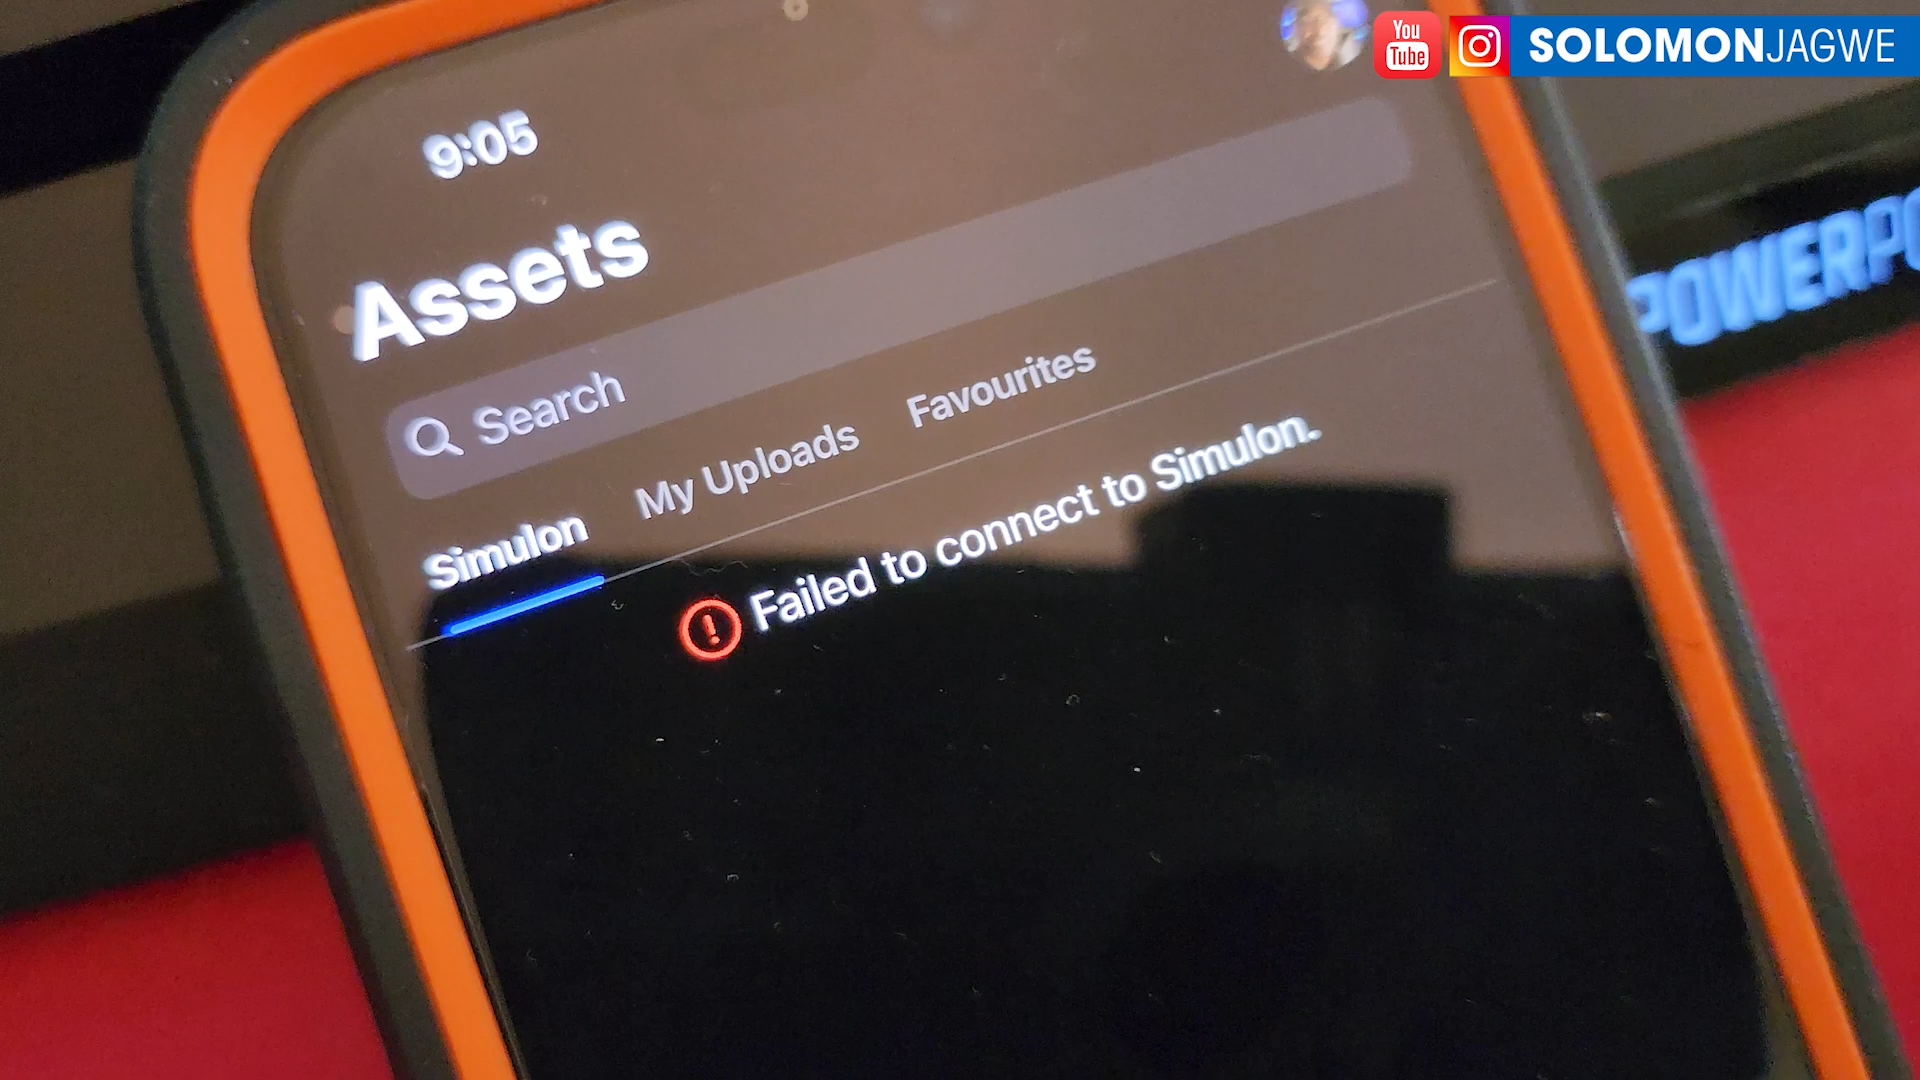 You
Tube
SOLOMONJAGWE
9:05
Assets
Search
Simulon
My Uploads
Favourites
Failed to connect to Simulon.